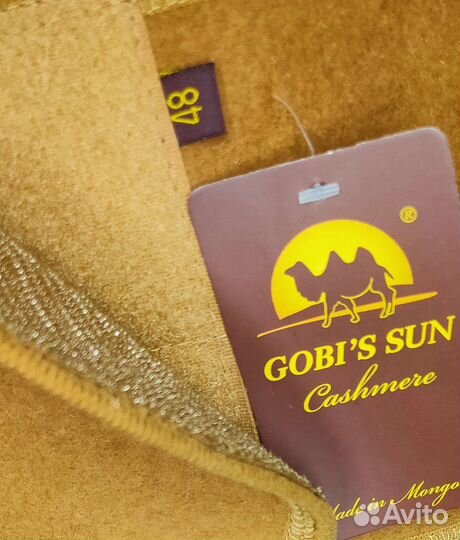 48
®
GOBI'S SUN
Cashmere
Made in Mongo
Avito